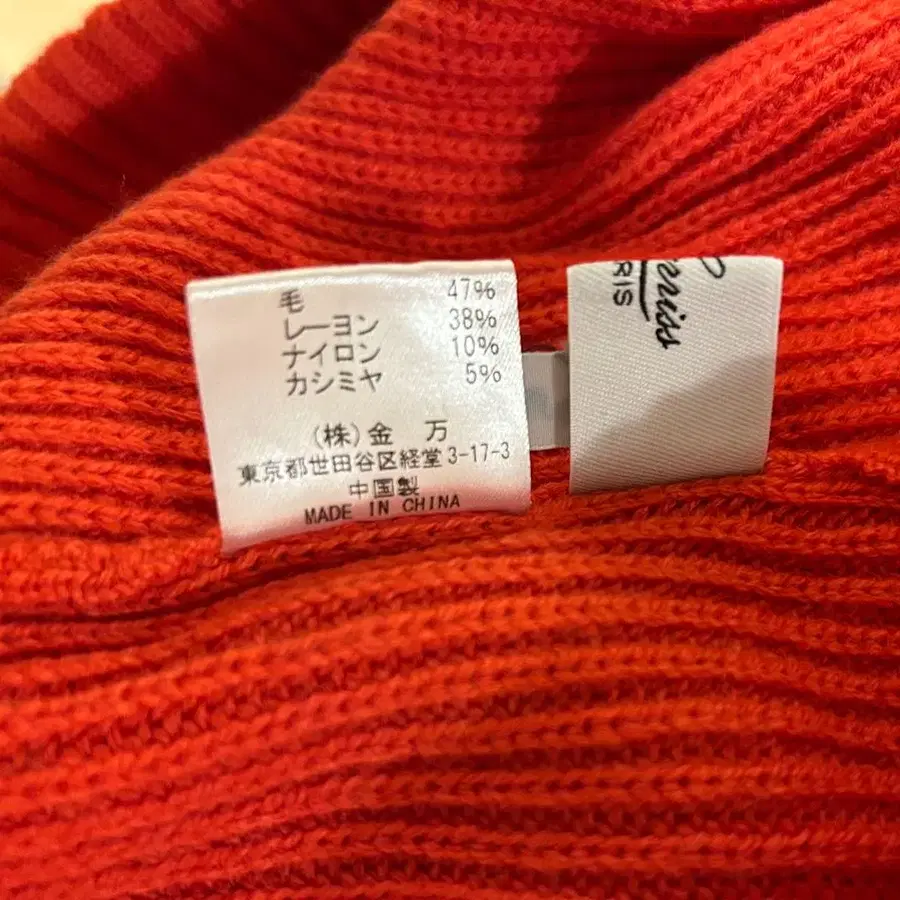 毛 47%
レーヨン 38%
ナイロン 10%
カシミヤ 5%
(株)金 万
東京都世田谷区経堂3-17-3
中国製
MADE IN CHINA